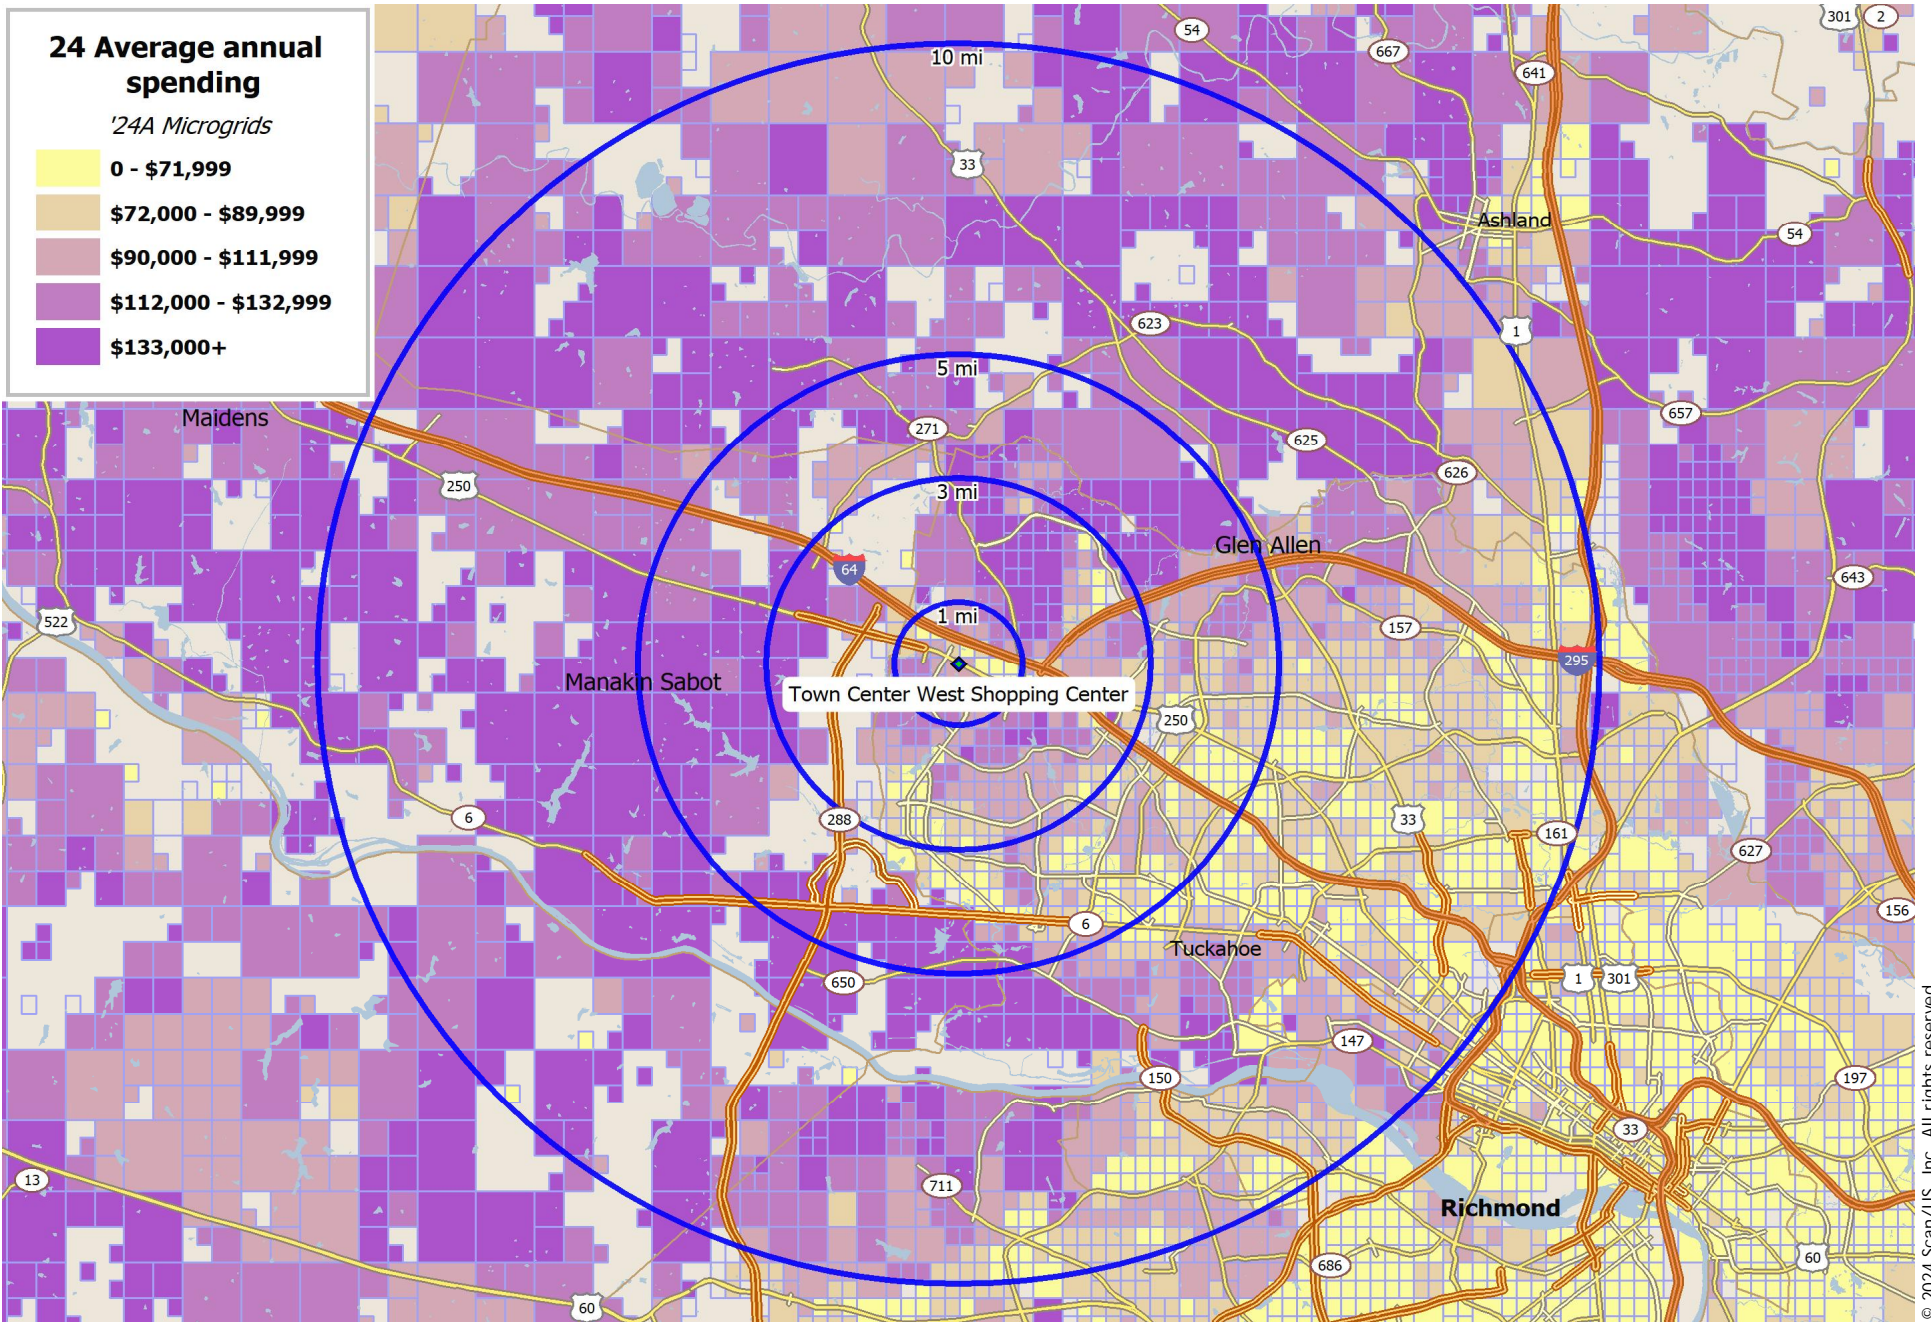 24 Average annual
spending
'24A Microgrids
0 - $71,999
$72,000 - $89,999
$90,000 - $111,999
$112,000 - $132,999
$133,000+
301
2
54
667
10 mi
641
33
Ashland
54
623
1
5 mi
Maidens
657
271
625
626
250
3 mi
Glen Allen
64
643
1 mi
522
157
295
Manakin Sabot
Town Center West Shopping Center
250
6
288
33
161
627
156
6
Tuckahoe
650
1
301
147
150
197
33
13
711
Richmond
686
60
60
© 2024 Scan/US, Inc. All rights reserved.